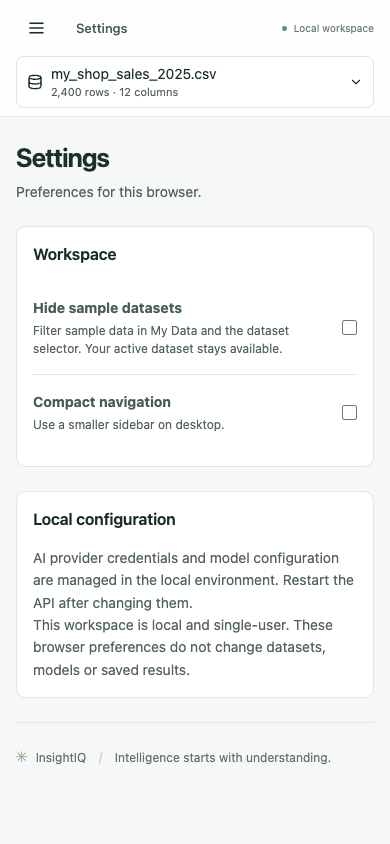 Settings
Local workspace
my_shop_sales_2025.csv
2,400 rows · 12 columns
Settings
Preferences for this browser.
Workspace
Hide sample datasets
Filter sample data in My Data and the dataset
selector. Your active dataset stays available.
Compact navigation
Use a smaller sidebar on desktop.
Local configuration
AI provider credentials and model configuration
are managed in the local environment. Restart the
API after changing them.
This workspace is local and single-user. These
browser preferences do not change datasets,
models or saved results.
InsightIQ / Intelligence starts with understanding.